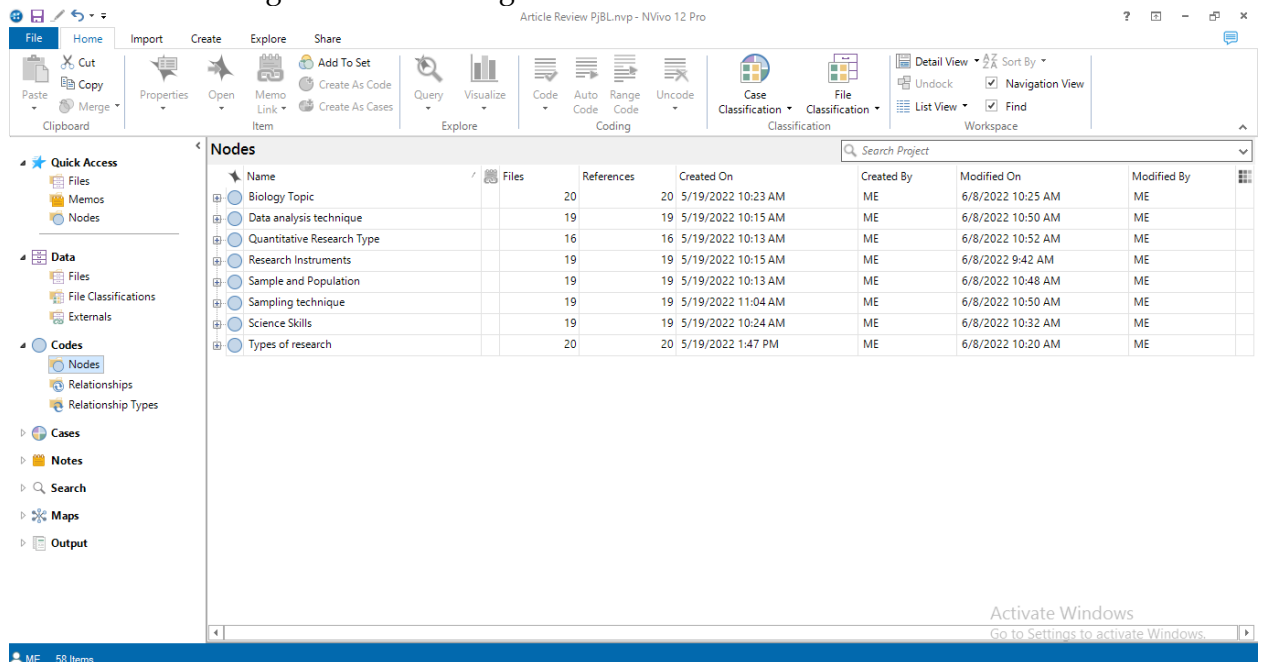 Article Review PjBL.nvp - NVivo 12 Pro
?
File Home Import Create Explore Share
Paste Cut Copy Merge
Clipboard
Properties Open Memo Link Add To Set Create As Code Create As Cases
Item
Query Visualize
Explore
Code Auto Code Range Code Uncode
Coding
Case Classification File Classification
Classification
Detail View Sort By
Undock Navigation View
List View Find
Workspace
Quick Access
Files
Memos
Nodes
Data
Files
File Classifications
Externals
Codes
Nodes
Relationships
Relationship Types
Cases
Notes
Search
Maps
Output
Nodes
Search Project
Name Files References Created On Created By Modified On Modified By
Biology Topic 20 20 5/19/2022 10:23 AM ME 6/8/2022 10:25 AM ME
Data analysis technique 19 19 5/19/2022 10:15 AM ME 6/8/2022 10:50 AM ME
Quantitative Research Type 16 16 5/19/2022 10:13 AM ME 6/8/2022 10:52 AM ME
Research Instruments 19 19 5/19/2022 10:15 AM ME 6/8/2022 9:42 AM ME
Sample and Population 19 19 5/19/2022 10:13 AM ME 6/8/2022 10:48 AM ME
Sampling technique 19 19 5/19/2022 11:04 AM ME 6/8/2022 10:50 AM ME
Science Skills 19 19 5/19/2022 10:24 AM ME 6/8/2022 10:32 AM ME
Types of research 20 20 5/19/2022 1:47 PM ME 6/8/2022 10:20 AM ME
Activate Windows
Go to Settings to activate Windows.
ME 58 Items